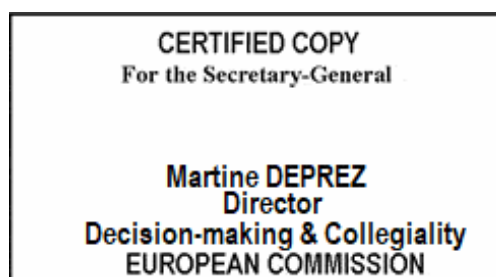 CERTIFIED COPY
For the Secretary-General
Martine DEPREZ
Director
Decision-making & Collegiality
EUROPEAN COMMISSION